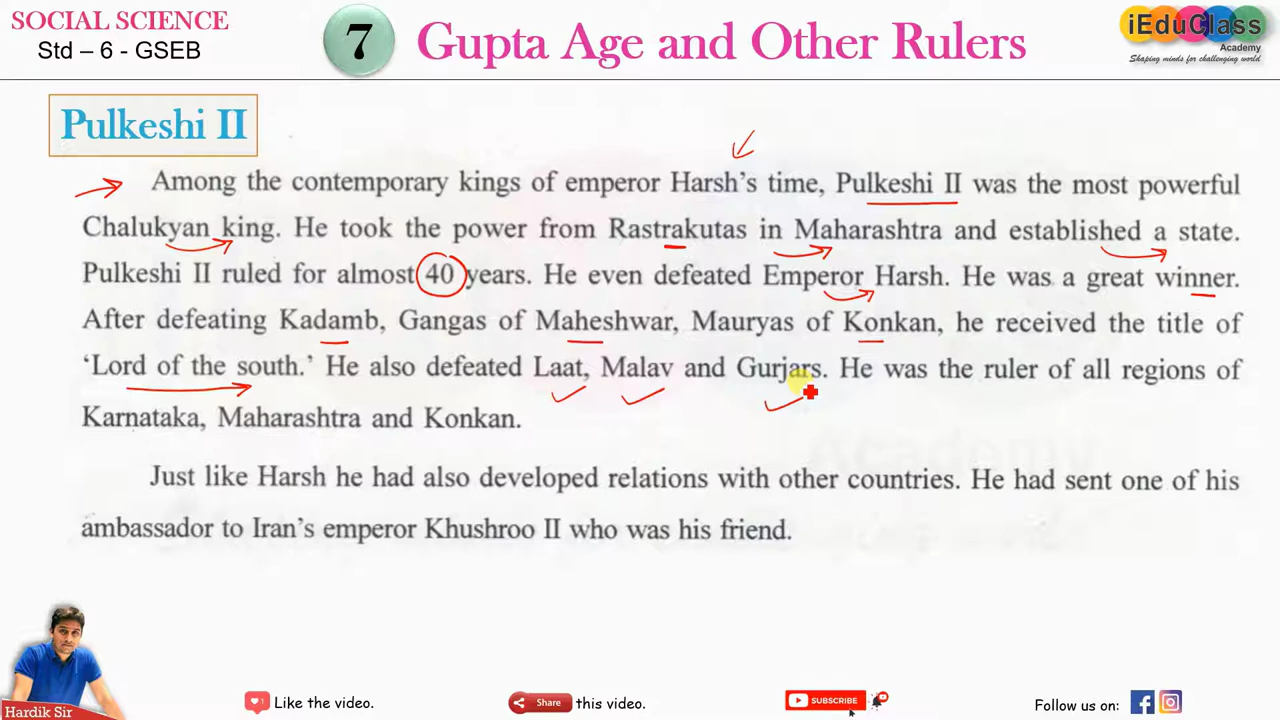 SOCIAL SCIENCE
Std – 6 - GSEB
7
Gupta Age and Other Rulers
iEduClass
Academy
Shaping minds for challenging world
Pulkeshi II
Among the contemporary kings of emperor Harsh's time, Pulkeshi II was the most powerful
Chalukyan king. He took the power from Rastrakutas in Maharashtra and established a state.
Pulkeshi II ruled for almost 40 years. He even defeated Emperor Harsh. He was a great winner.
After defeating Kadamb, Gangas of Maheshwar, Mauryas of Konkan, he received the title of
'Lord of the south.' He also defeated Laat, Malav and Gurjars. He was the ruler of all regions of
Karnataka, Maharashtra and Konkan.
Just like Harsh he had also developed relations with other countries. He had sent one of his
ambassador to Iran's emperor Khushroo II who was his friend.
Hardik Sir
Like the video.
Share this video.
SUBSCRIBE
Follow us on: